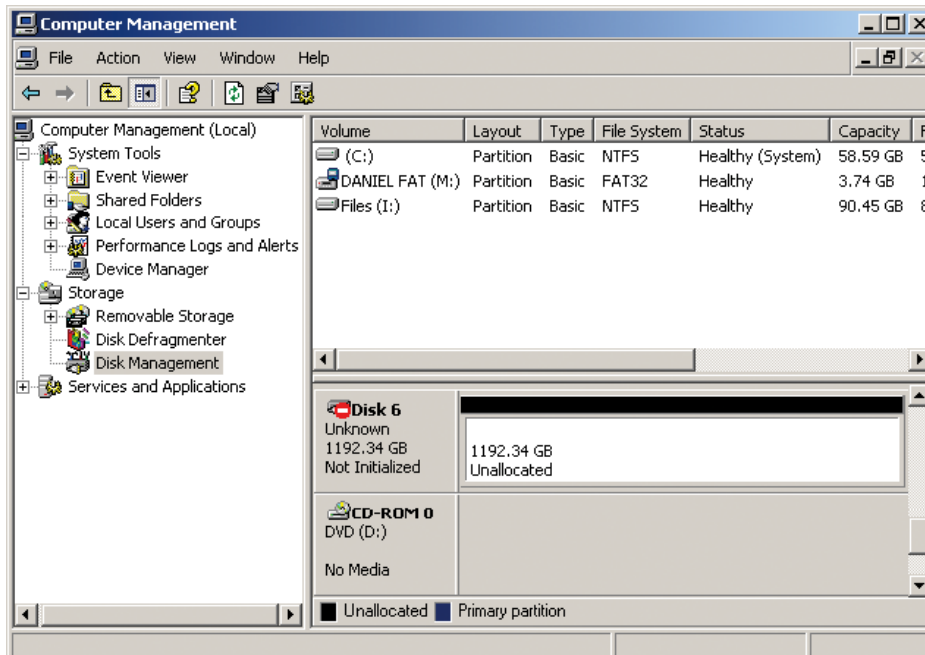 Computer Management
File Action View Window Help
Computer Management (Local)
System Tools
Event Viewer
Shared Folders
Local Users and Groups
Performance Logs and Alerts
Device Manager
Storage
Removable Storage
Disk Defragmenter
Disk Management
Services and Applications
Volume Layout Type File System Status Capacity
(C:) Partition Basic NTFS Healthy (System) 58.59 GB
DANIEL FAT (M:) Partition Basic FAT32 Healthy 3.74 GB
Files (I:) Partition Basic NTFS Healthy 90.45 GB
Disk 6
Unknown
1192.34 GB
Not Initialized
1192.34 GB
Unallocated
CD-ROM 0
DVD (D:)
No Media
Unallocated Primary partition